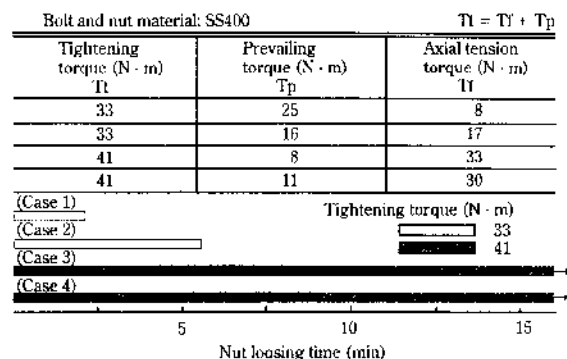 Bolt and nut material: SS400 Tt = Tf + Tp
Tightening torque (N · m) Tt
Prevailing torque (N · m) Tp
Axial tension torque (N · m) Tf
33 25 8
33 16 17
41 8 33
41 11 30
(Case 1)
Tightening torque (N · m)
(Case 2)
33
(Case 3)
41
(Case 4)
5 10 15
Nut loosing time (min)